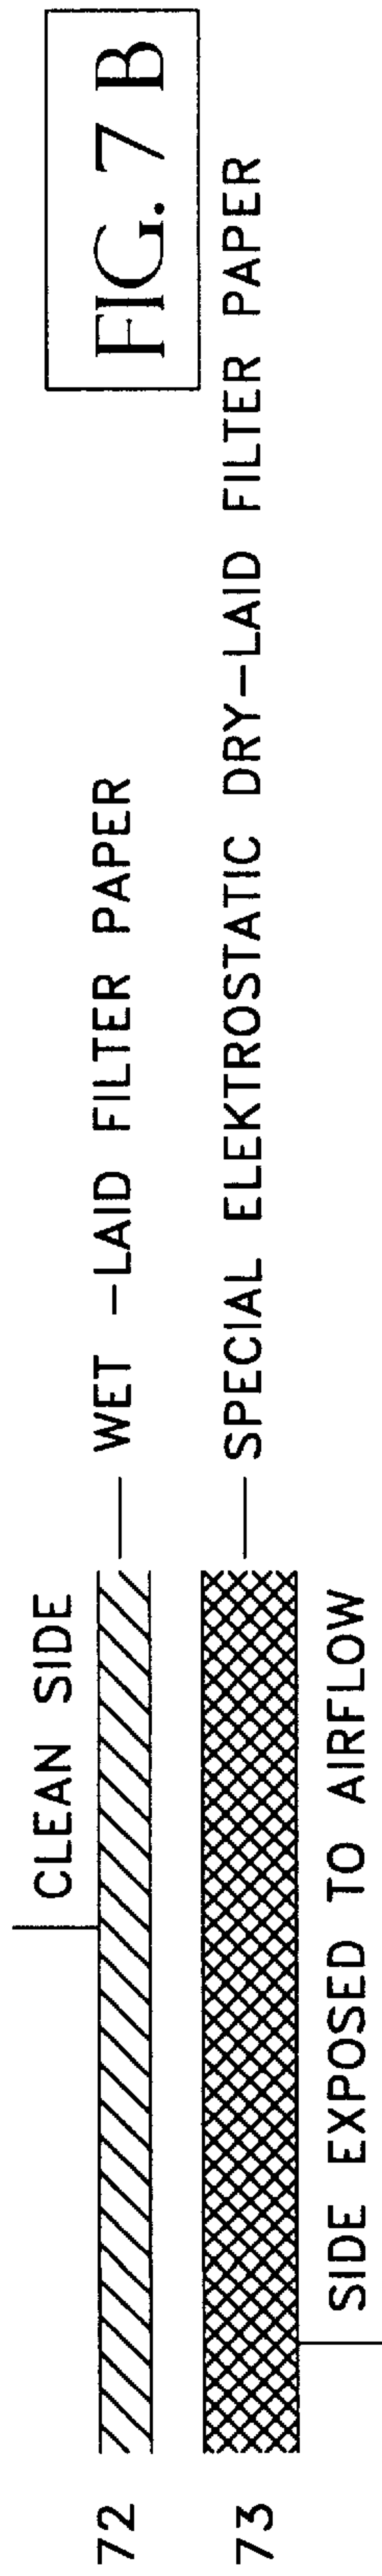 FIG. 7 B
CLEAN SIDE
72 WET -LAID FILTER PAPER
73 SPECIAL ELEKTROSTATIC DRY-LAID FILTER PAPER
SIDE EXPOSED TO AIRFLOW